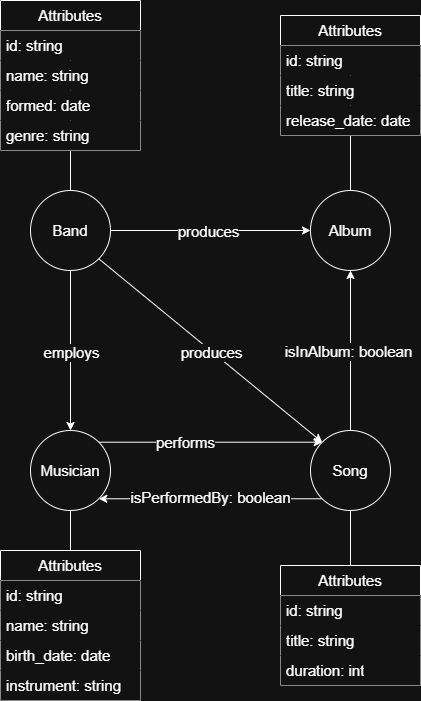 Attributes
id: string
name: string
formed: date
genre: string
Attributes
id: string
title: string
release_date: date
Band
produces
Album
employs
produces
isInAlbum: boolean
Musician
performs
Song
isPerformedBy: boolean
Attributes
id: string
name: string
birth_date: date
instrument: string
Attributes
id: string
title: string
duration: int